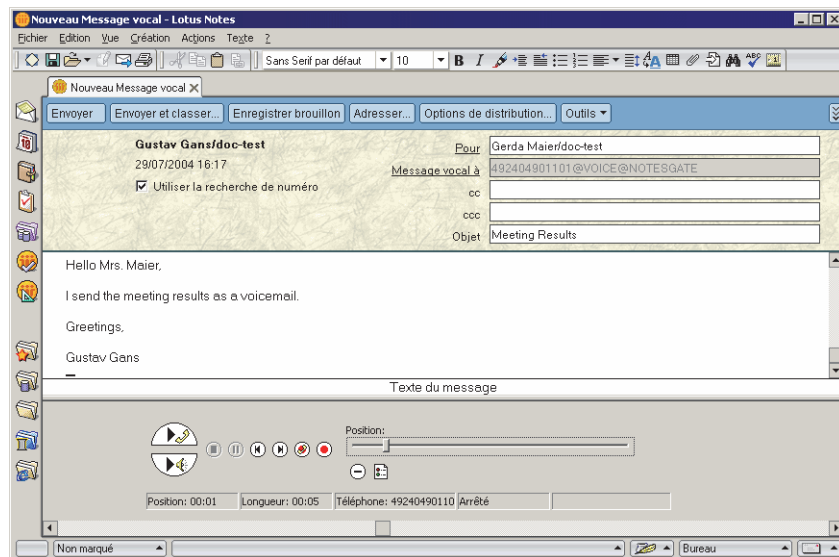 Nouveau Message vocal - Lotus Notes
Fichier Edition Vue Création Actions Texte ?
Sans Serif par défaut 10 B I
Nouveau Message vocal
Envoyer Envoyer et classer... Enregistrer brouillon Adresser... Options de distribution... Outils
Gustav Gans/doc-test
29/07/2004 16:17
Utiliser la recherche de numéro
Pour Gerda Maier/doc-test
Message vocal à 492404901101@VOICE@NOTESGATE
cc
ccc
Objet Meeting Results
Hello Mrs. Maier,
I send the meeting results as a voicemail.
Greetings,
Gustav Gans
Texte du message
Position:
Position: 00:01 Longueur: 00:05 Téléphone: 49240490110 Arrêté
Non marqué Bureau